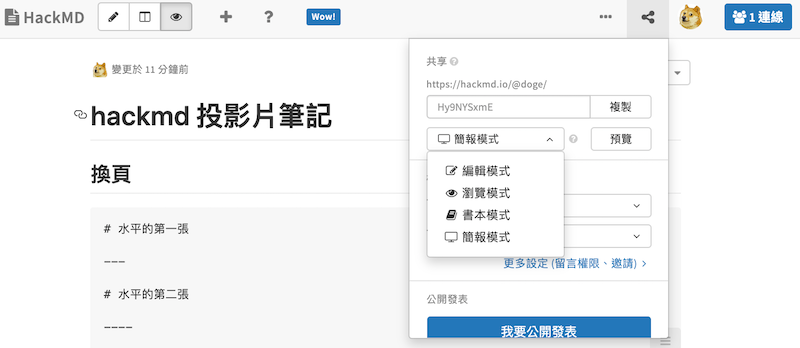 HackMD
Wow!
1 連線
變更於 11 分鐘前
hackmd 投影片筆記
換頁
# 水平的第一張
---
# 水平的第二張
----
共享
https://hackmd.io/@doge/
Hy9NYSxmE
複製
簡報模式
預覽
編輯模式
瀏覽模式
書本模式
簡報模式
更多設定 (留言權限、邀請)
公開發表
我要公開發表